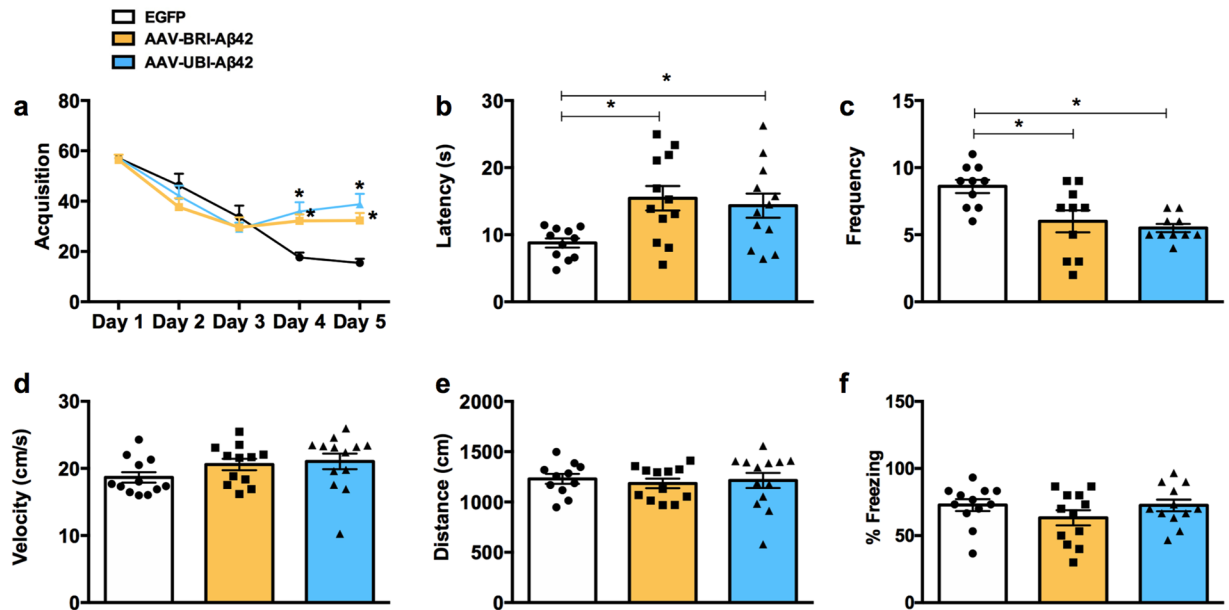 EGFP
AAV-BRI-Aβ42
AAV-UBI-Aβ42
a
Acquisition
80
60
40
20
0
* *
* *
Day 1 Day 2 Day 3 Day 4 Day 5
b
Latency (s)
30
20
10
0
*
*
c
Frequency
15
10
5
0
*
*
d
Velocity (cm/s)
30
20
10
0
e
Distance (cm)
2000
1500
1000
500
0
f
% Freezing
150
100
50
0